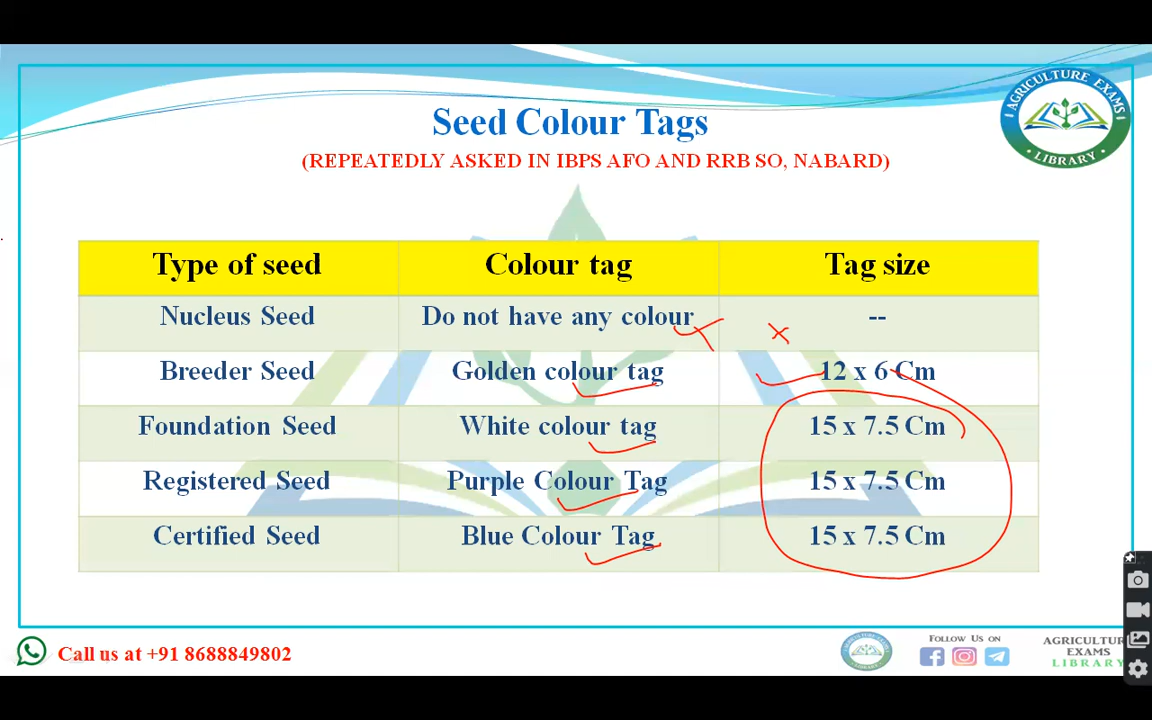 Seed Colour Tags
(REPEATEDLY ASKED IN IBPS AFO AND RRB SO, NABARD)
AGRICULTURE EXAMS
LIBRARY
Type of seed Colour tag Tag size
Nucleus Seed Do not have any colour --
Breeder Seed Golden colour tag 12 x 6 Cm
Foundation Seed White colour tag 15 x 7.5 Cm
Registered Seed Purple Colour Tag 15 x 7.5 Cm
Certified Seed Blue Colour Tag 15 x 7.5 Cm
Call us at +91 8688849802
Follow Us on
AGRICULTUR
EXAMS
LIBRARY